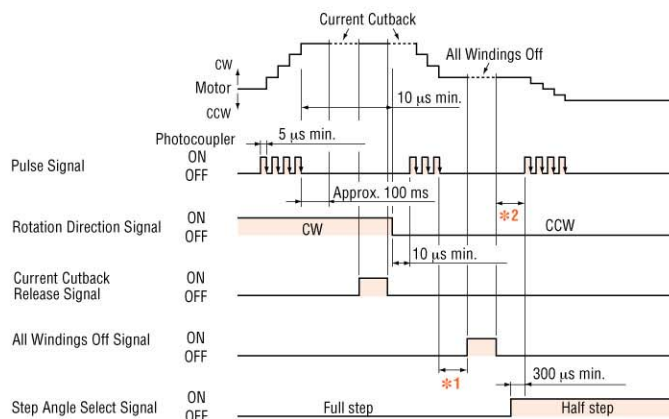 Current Cutback
All Windings Off
CW
Motor
CCW
10 μs min.
Photocoupler
5 μs min.
Pulse Signal
ON
OFF
Approx. 100 ms
*2
Rotation Direction Signal
ON
OFF
CW
CCW
10 μs min.
Current Cutback
Release Signal
ON
OFF
All Windings Off Signal
ON
OFF
*1
300 μs min.
Step Angle Select Signal
ON
OFF
Full step
Half step